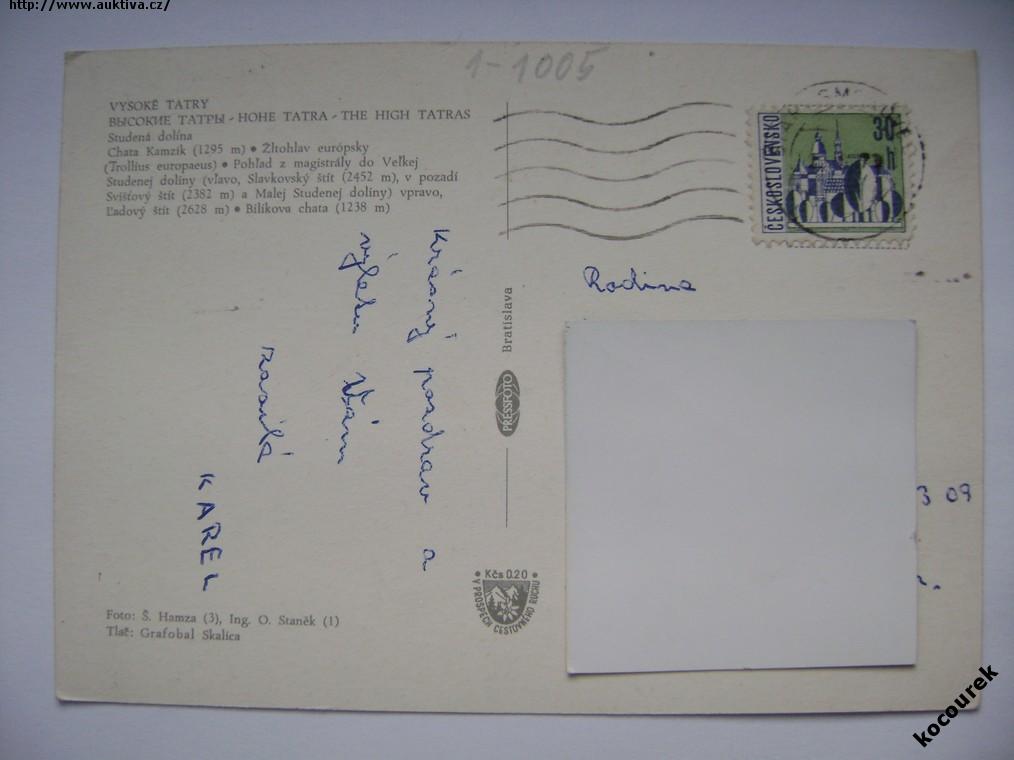 http://www.auktiva.cz/
1-1005
VYSOKÉ TATRY
ВЫСОКИЕ ТАТРЫ - HOHE TATRA - THE HIGH TATRAS
Studená dolina
Chata Kamzík (1295 m) • Žltohlav európsky
(Trollius europaeus) • Pohľad z magistrály do Veľkej
Studenej doliny (vľavo, Slavkovský štít (2452 m), v pozadí
Svišťový štít (2382 m) a Malej Studenej doliny) vpravo,
Ľadový štít (2628 m) • Bilíkova chata (1238 m)
Krásný pozdrav a
výletu Vám
zasílá
KAREL
Foto: Š. Hamza (3), Ing. O. Staněk (1)
Tlač: Grafobal Skalica
Bratislava
PRESSFOTO
Kčs 0.20
V PROSPECH CESTOVNÉHO RUCHU
ČESKOSLOVENSKO
30 h
Rodina
3 09
kocourek